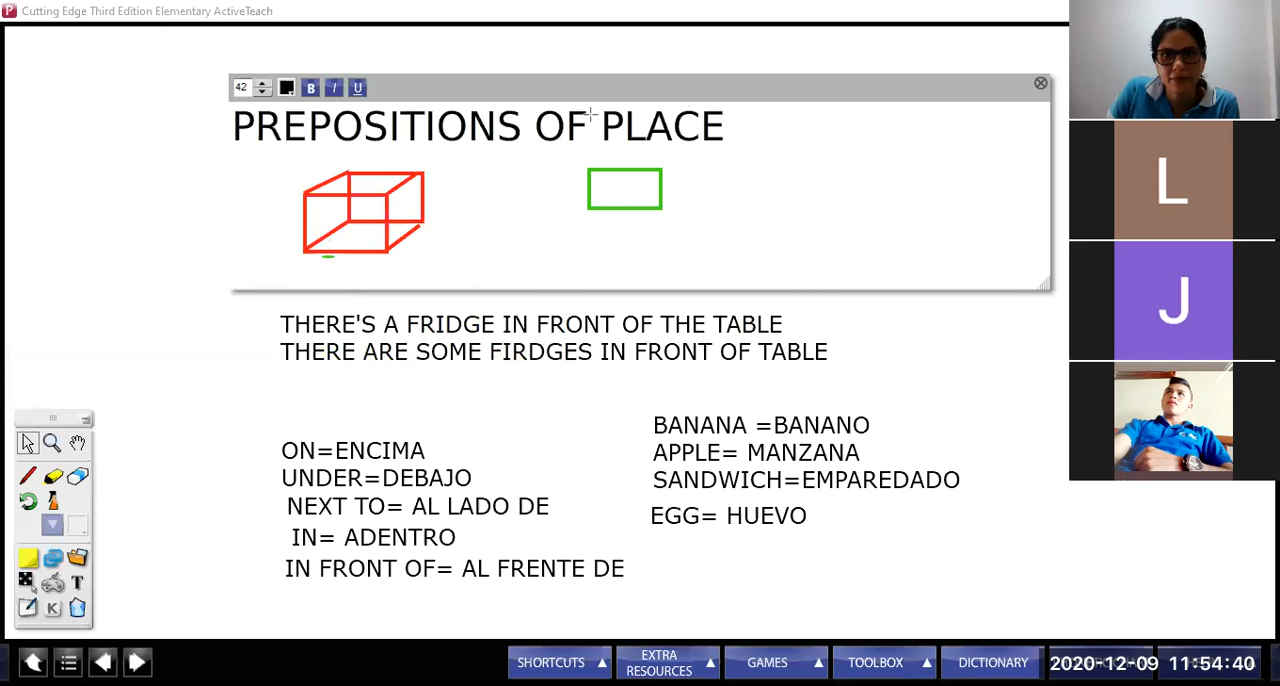 Cutting Edge Third Edition Elementary ActiveTeach
42 B I U
PREPOSITIONS OF PLACE
THERE'S A FRIDGE IN FRONT OF THE TABLE
THERE ARE SOME FIRDGES IN FRONT OF TABLE
ON=ENCIMA
UNDER=DEBAJO
NEXT TO= AL LADO DE
IN= ADENTRO
IN FRONT OF= AL FRENTE DE
BANANA =BANANO
APPLE= MANZANA
SANDWICH=EMPAREDADO
EGG= HUEVO
L
J
T
K
SHORTCUTS
EXTRA
RESOURCES
GAMES
TOOLBOX
DICTIONARY
2020-12-09 11:54:40